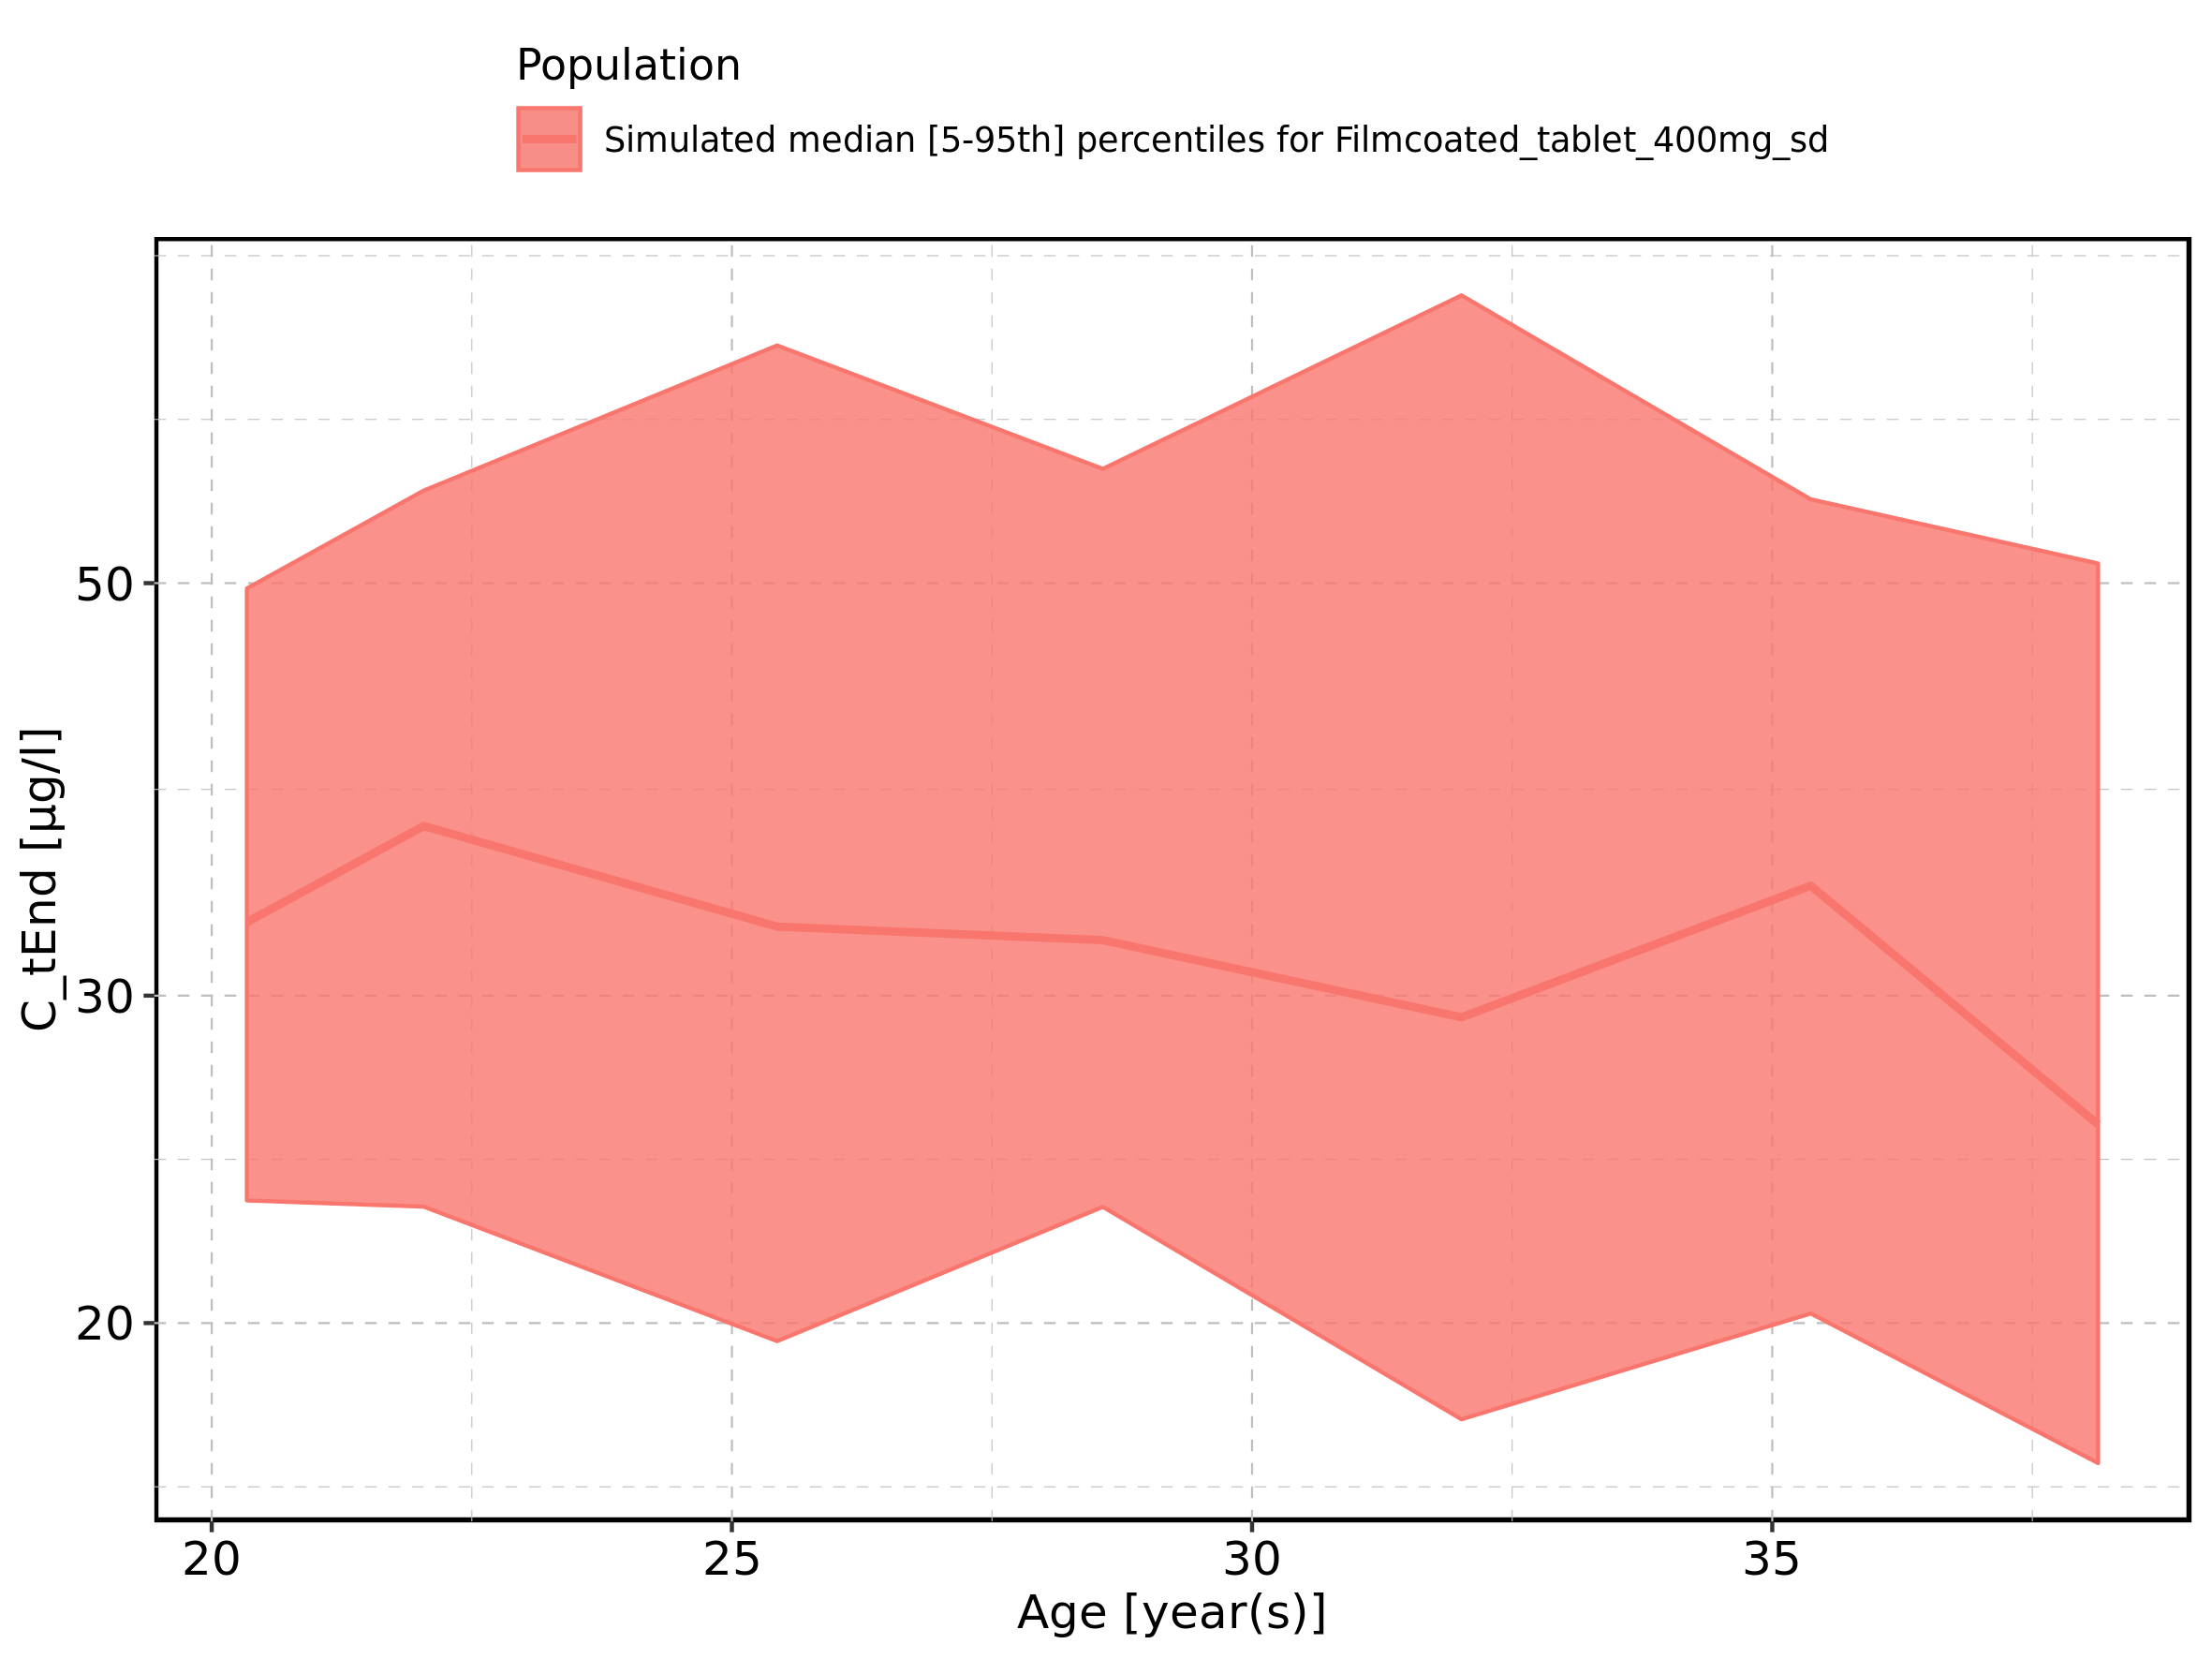 Population
Simulated median [5-95th] percentiles for Filmcoated_tablet_400mg_sd
50
30
20
C_tEnd [µg/l]
20 25 30 35
Age [year(s)]